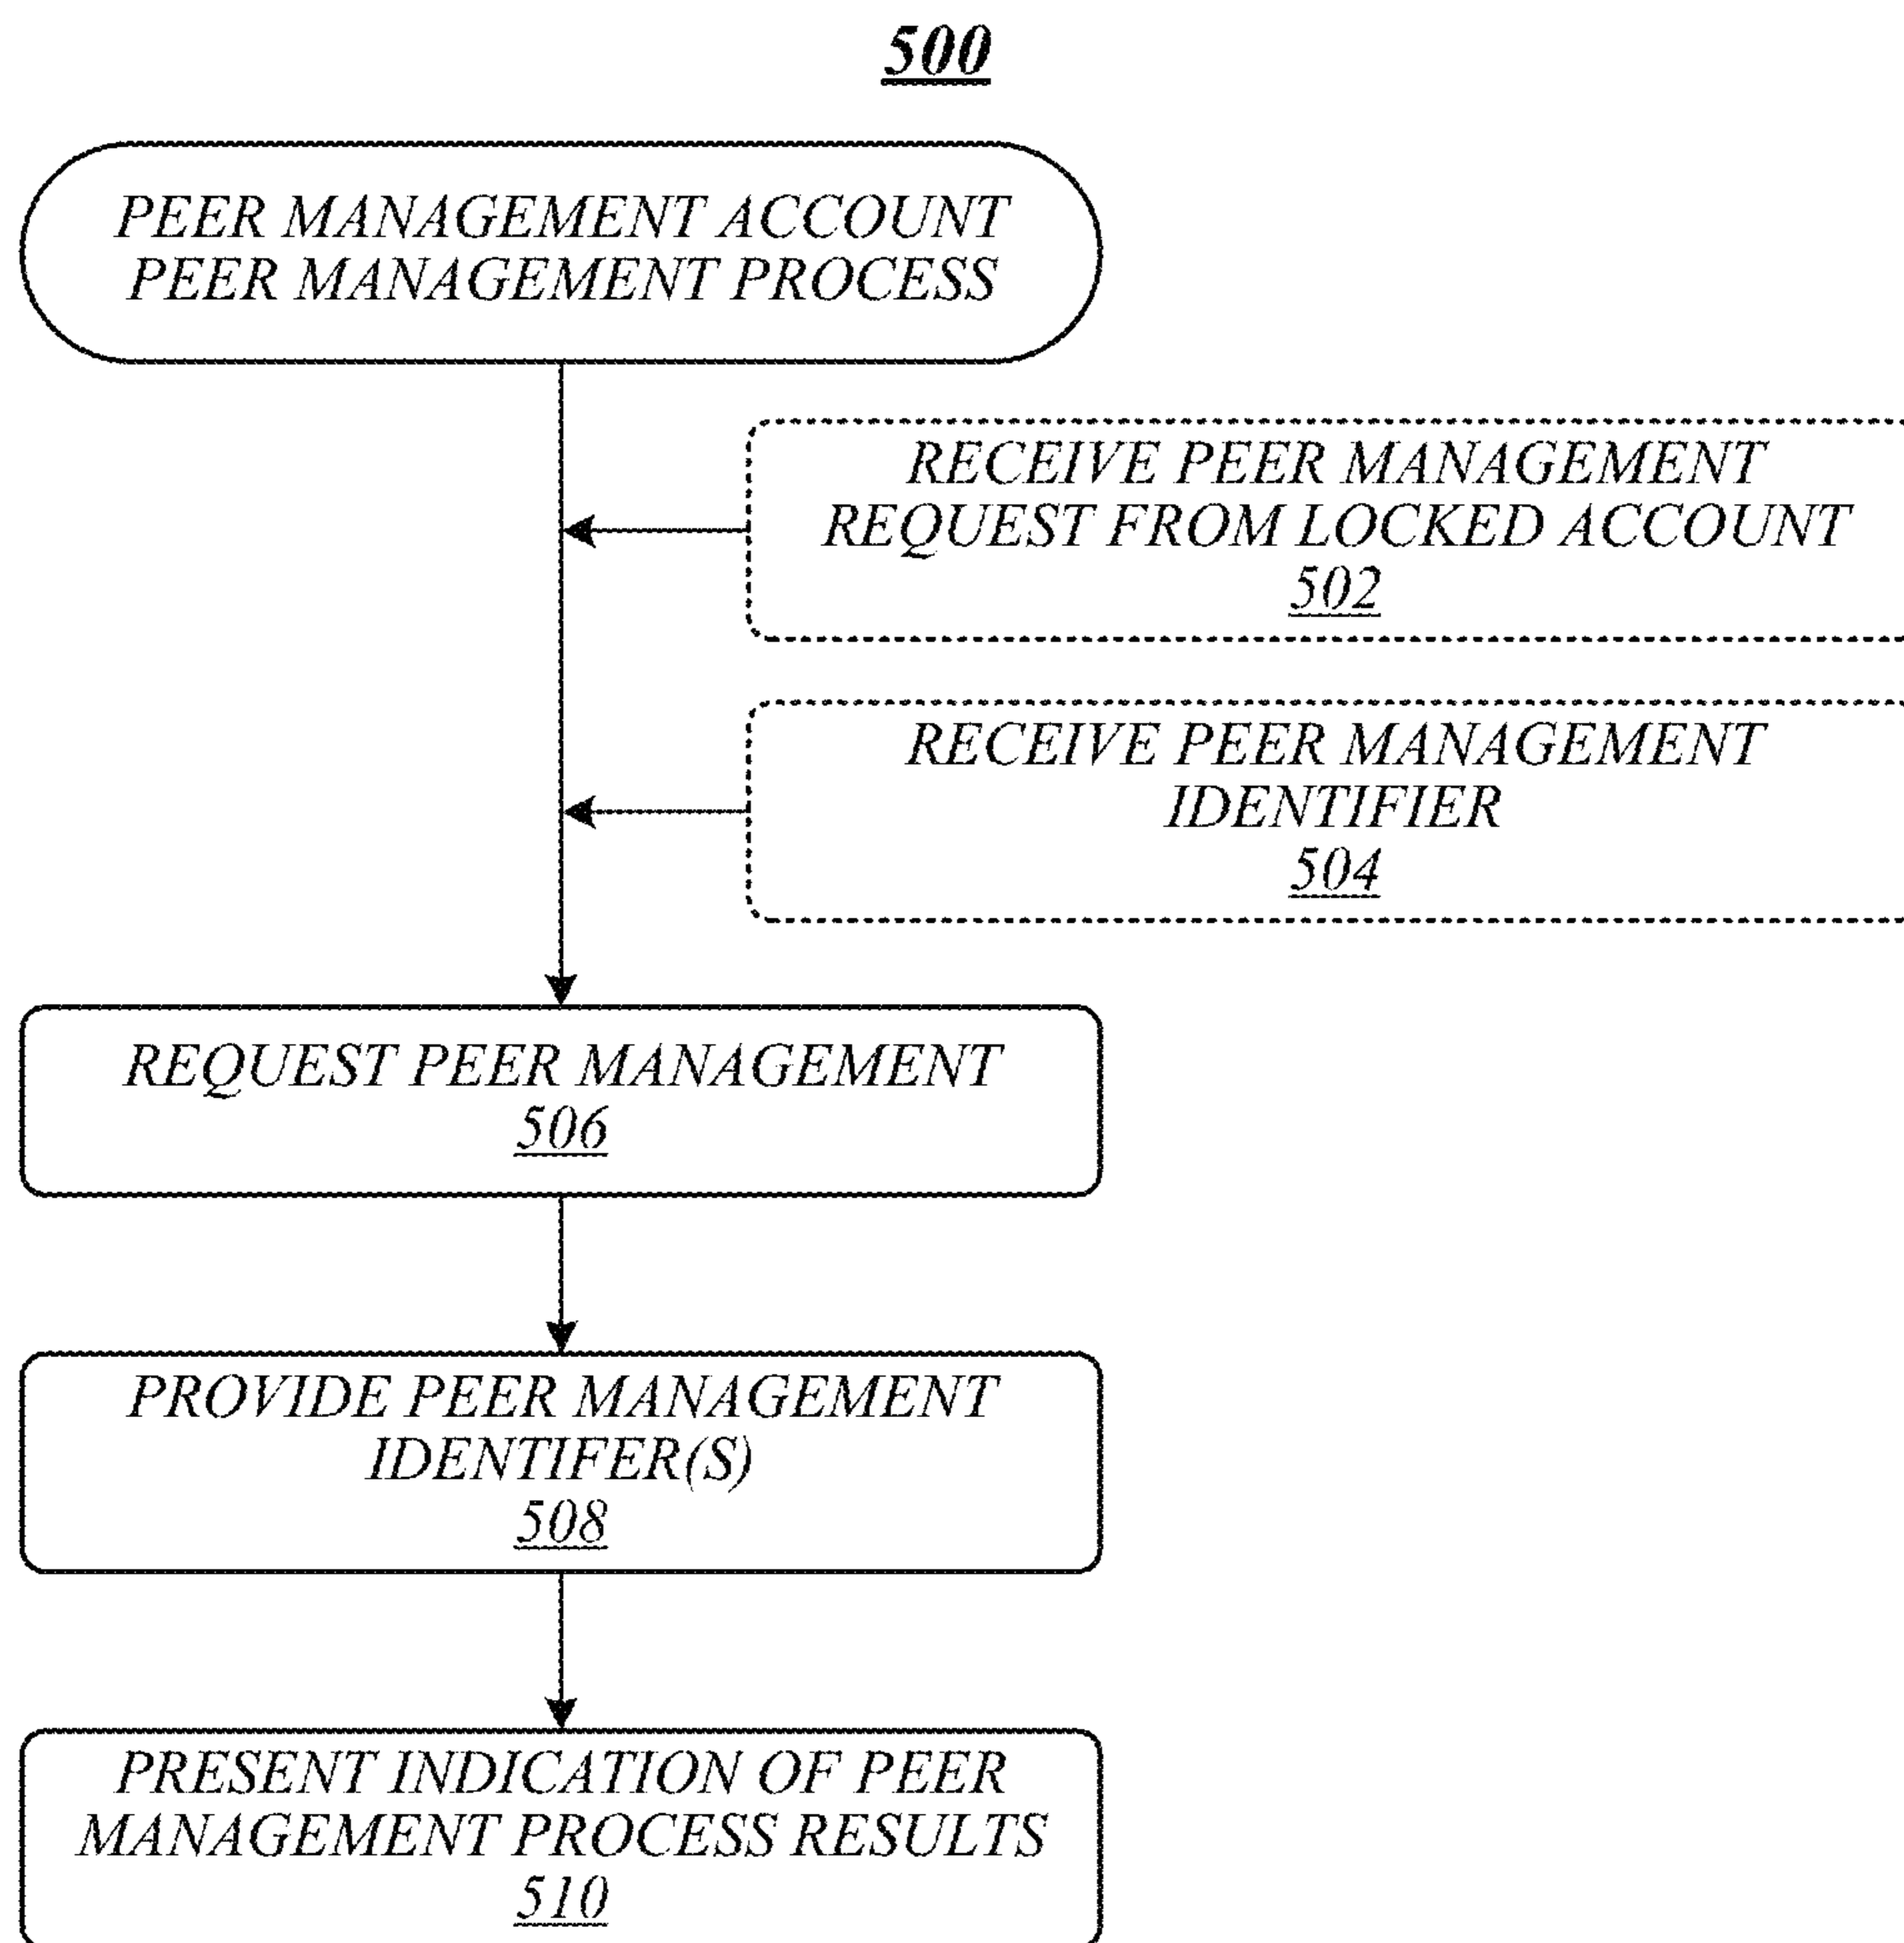 500
PEER MANAGEMENT ACCOUNT
PEER MANAGEMENT PROCESS
RECEIVE PEER MANAGEMENT
REQUEST FROM LOCKED ACCOUNT
502
RECEIVE PEER MANAGEMENT
IDENTIFIER
504
REQUEST PEER MANAGEMENT
506
PROVIDE PEER MANAGEMENT
IDENTIFER(S)
508
PRESENT INDICATION OF PEER
MANAGEMENT PROCESS RESULTS
510